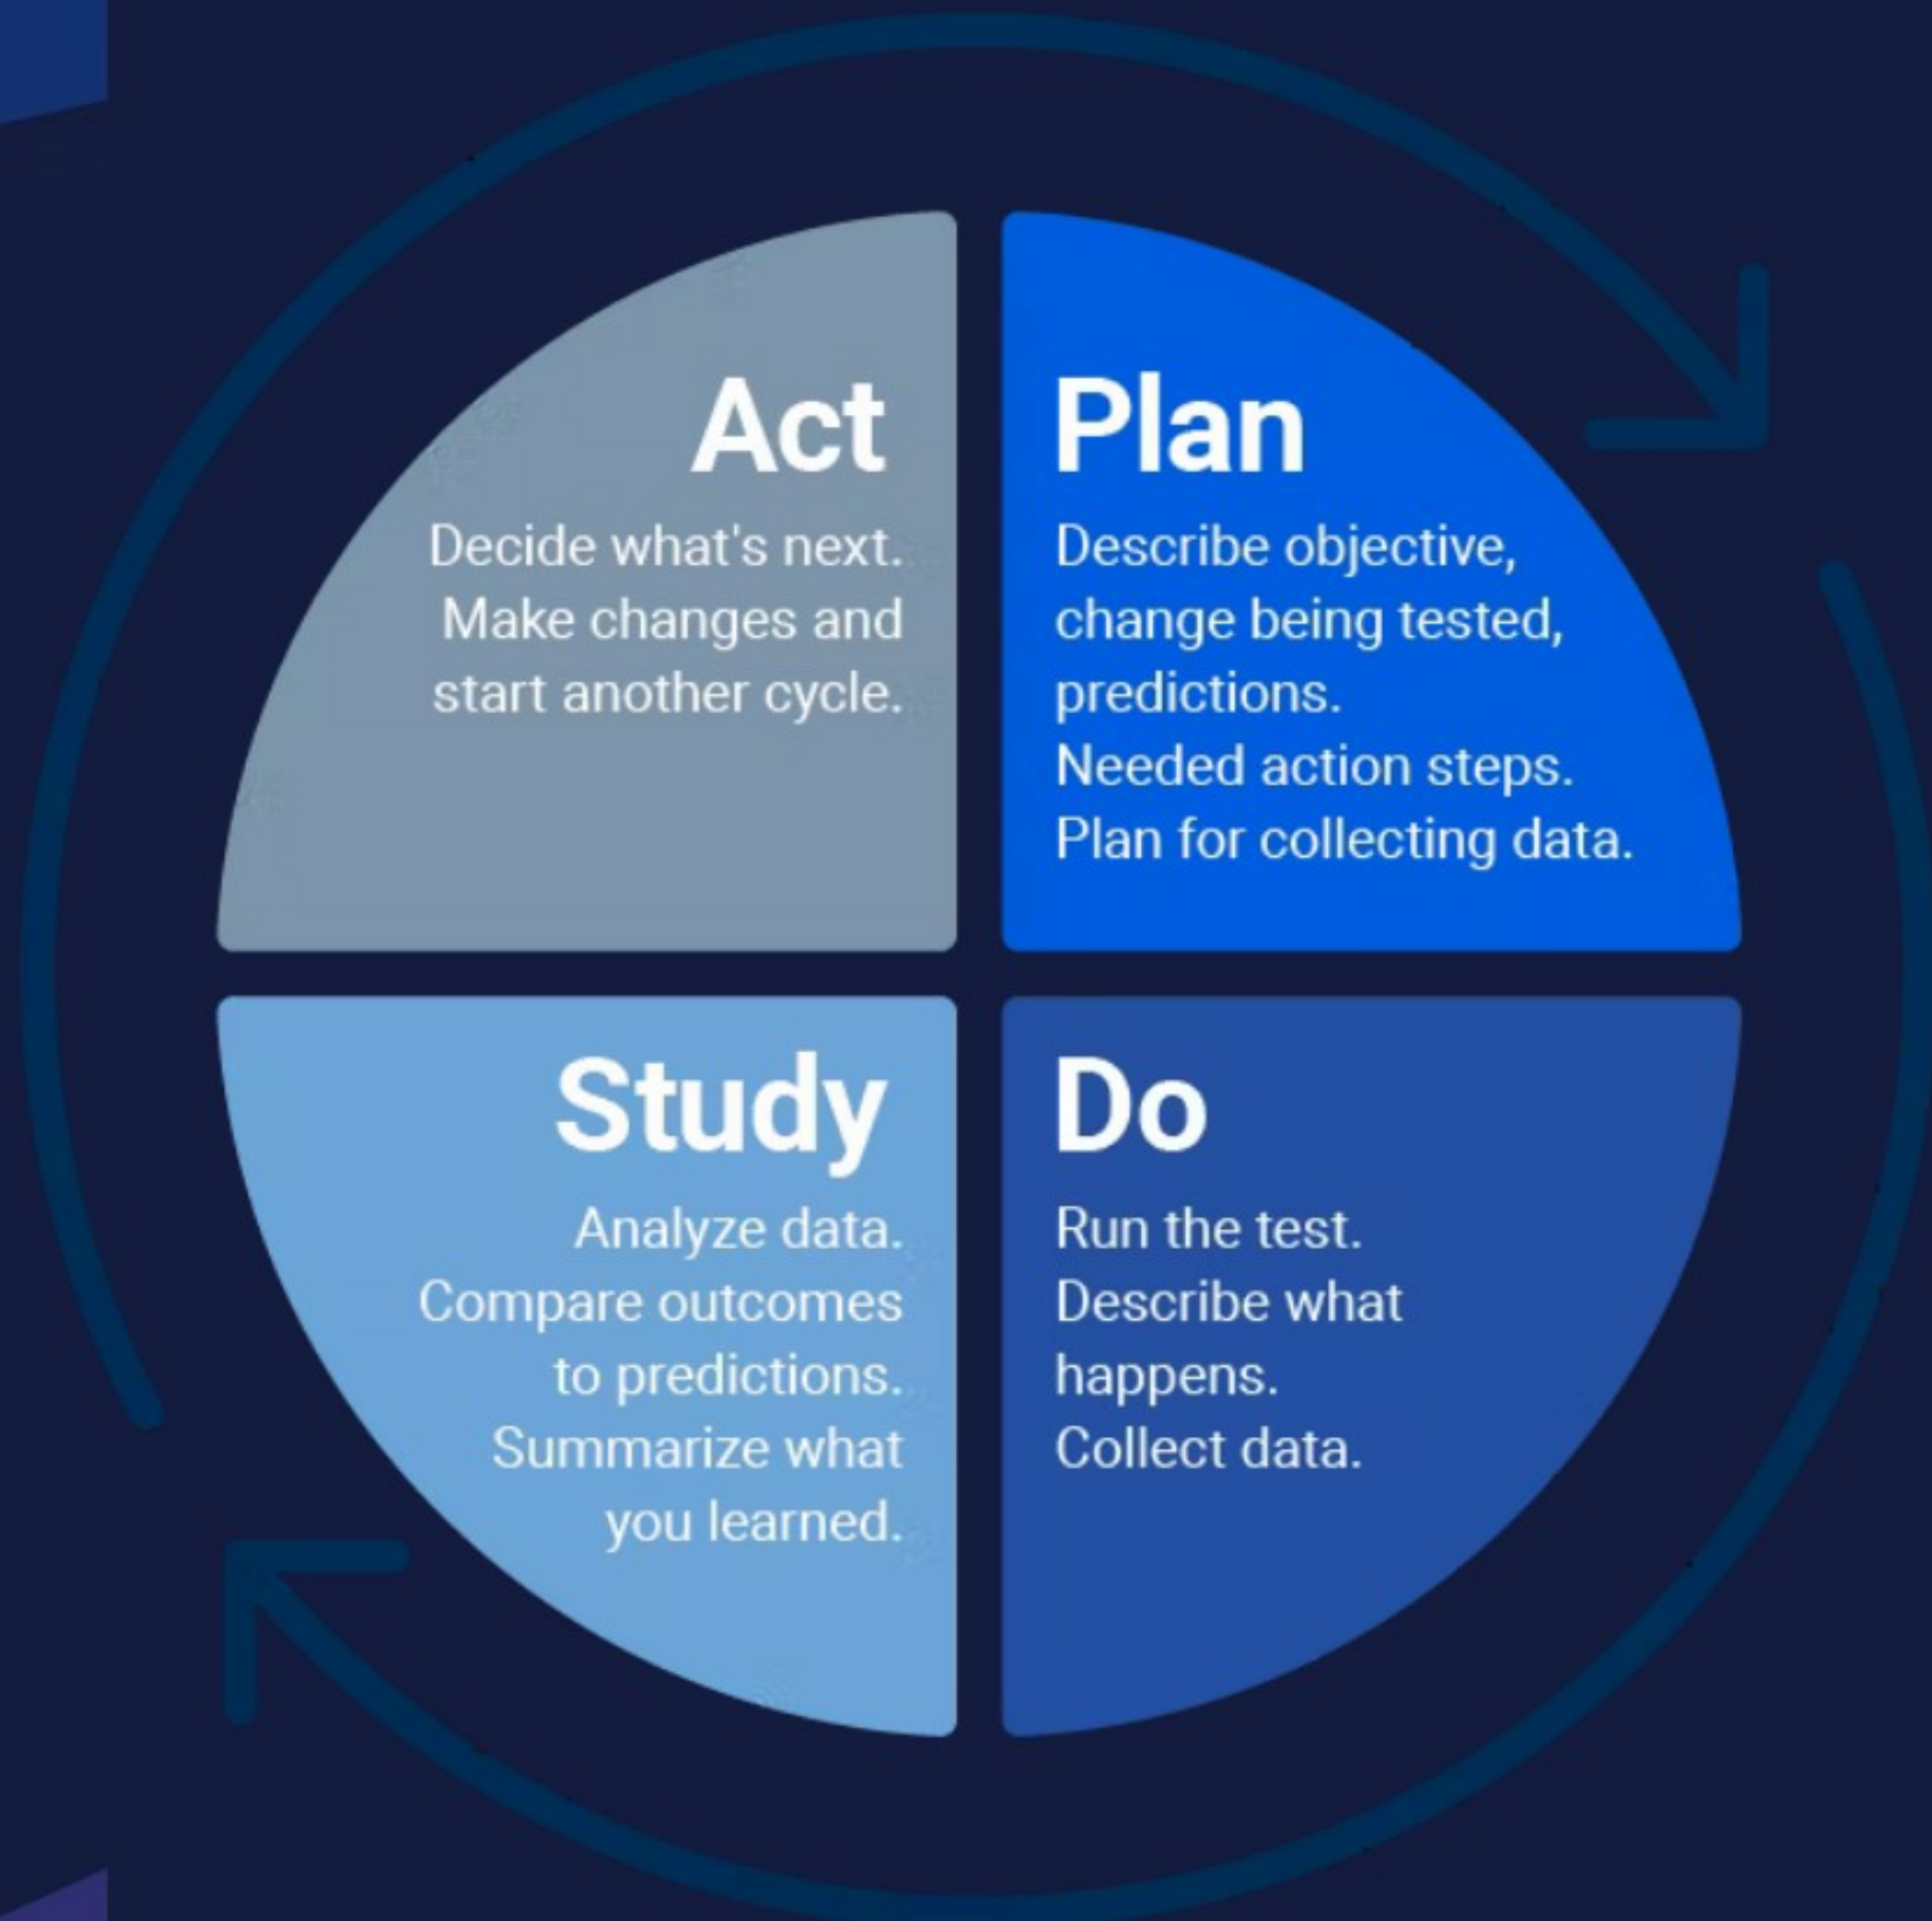 Act
Decide what's next.
Make changes and
start another cycle.
Plan
Describe objective,
change being tested,
predictions.
Needed action steps.
Plan for collecting data.
Study
Analyze data.
Compare outcomes
to predictions.
Summarize what
you learned.
Do
Run the test.
Describe what
happens.
Collect data.